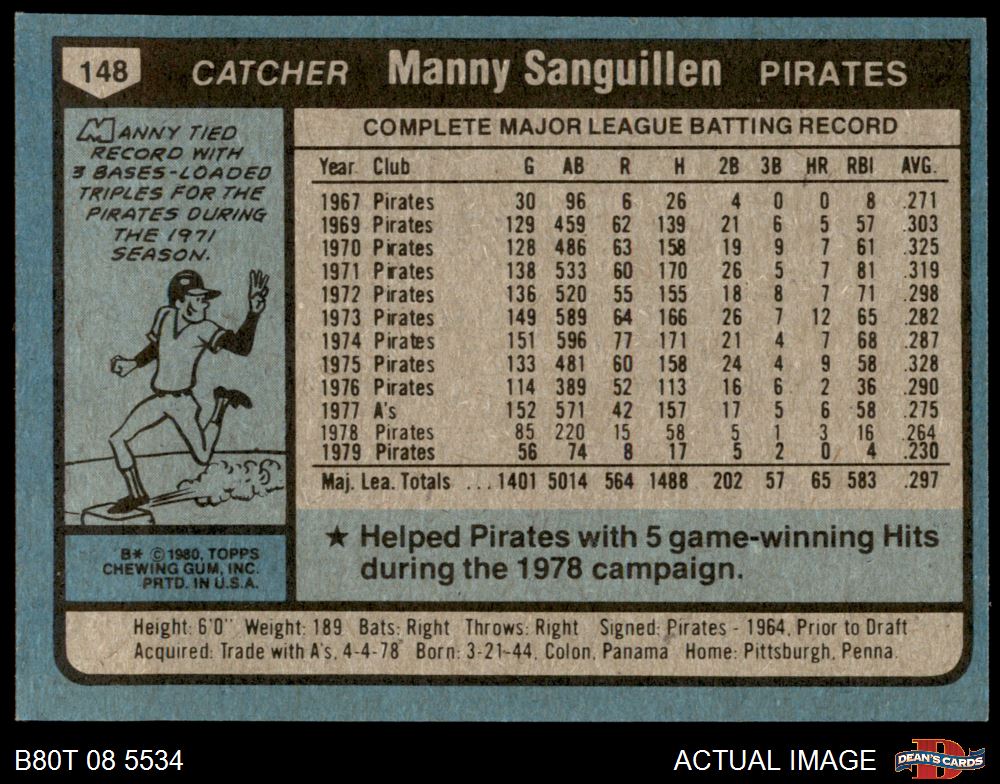 148 CATCHER Manny Sanguillen PIRATES
MANNY TIED
RECORD WITH
3 BASES-LOADED
TRIPLES FOR THE
PIRATES DURING
THE 1971
SEASON.
COMPLETE MAJOR LEAGUE BATTING RECORD
Year Club G AB R H 2B 3B HR RBI AVG.
1967 Pirates 30 96 6 26 4 0 0 8 .271
1969 Pirates 129 459 62 139 21 6 5 57 .303
1970 Pirates 128 486 63 158 19 9 7 61 .325
1971 Pirates 138 533 60 170 26 5 7 81 .319
1972 Pirates 136 520 55 155 18 8 7 71 .298
1973 Pirates 149 589 64 166 26 7 12 65 .282
1974 Pirates 151 596 77 171 21 4 7 68 .287
1975 Pirates 133 481 60 158 24 4 9 58 .328
1976 Pirates 114 389 52 113 16 6 2 36 .290
1977 A's 152 571 42 157 17 5 6 58 .275
1978 Pirates 85 220 15 58 5 1 3 16 .264
1979 Pirates 56 74 8 17 5 2 0 4 .230
Maj. Lea. Totals ... 1401 5014 564 1488 202 57 65 583 .297
★ Helped Pirates with 5 game-winning Hits
during the 1978 campaign.
B* © 1980, TOPPS
CHEWING GUM, INC.
PRTD. IN U.S.A.
Height: 6'0" Weight: 189 Bats: Right Throws: Right Signed: Pirates - 1964, Prior to Draft
Acquired: Trade with A's, 4-4-78 Born: 3-21-44, Colon, Panama Home: Pittsburgh, Penna.
B80T 08 5534 ACTUAL IMAGE
DEAN'S CARDS